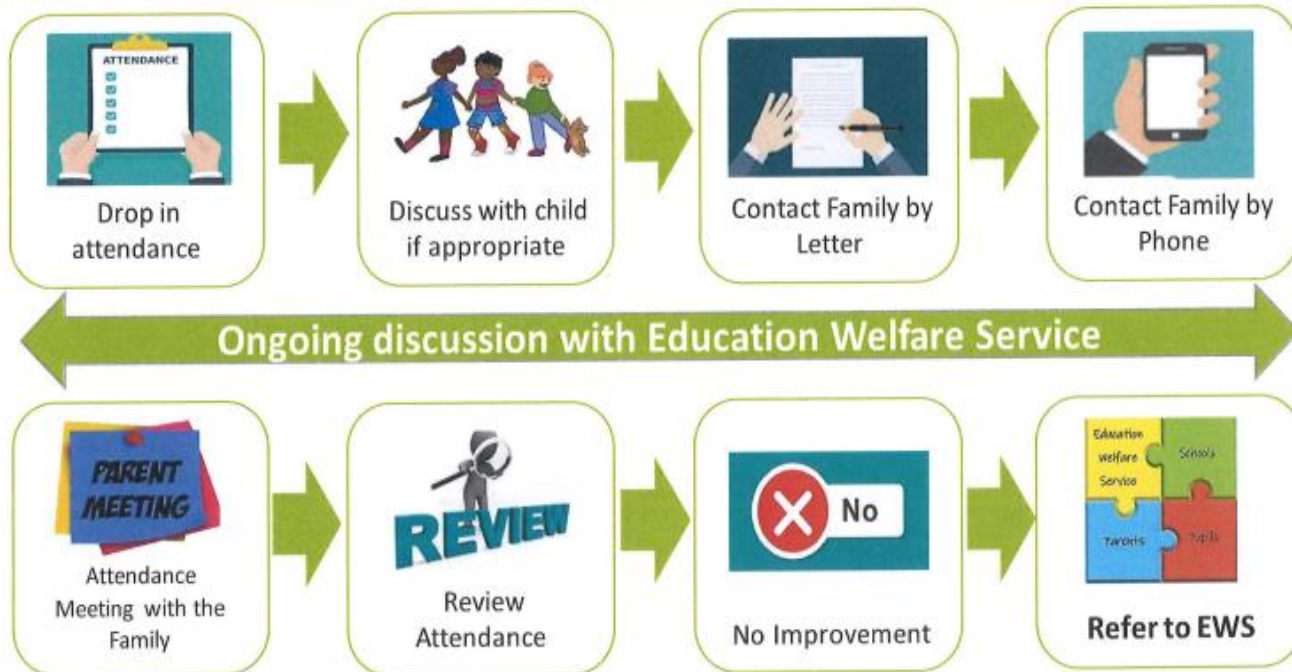 ATTENDANCE
Drop in
attendance
Discuss with child
if appropriate
Contact Family by
Letter
Contact Family by
Phone
Ongoing discussion with Education Welfare Service
PARENT
MEETING
Attendance
Meeting with the
Family
REVIEW
Review
Attendance
No
No Improvement
Education
Welfare
Service
Schools
Parents
Pupils
Refer to EWS